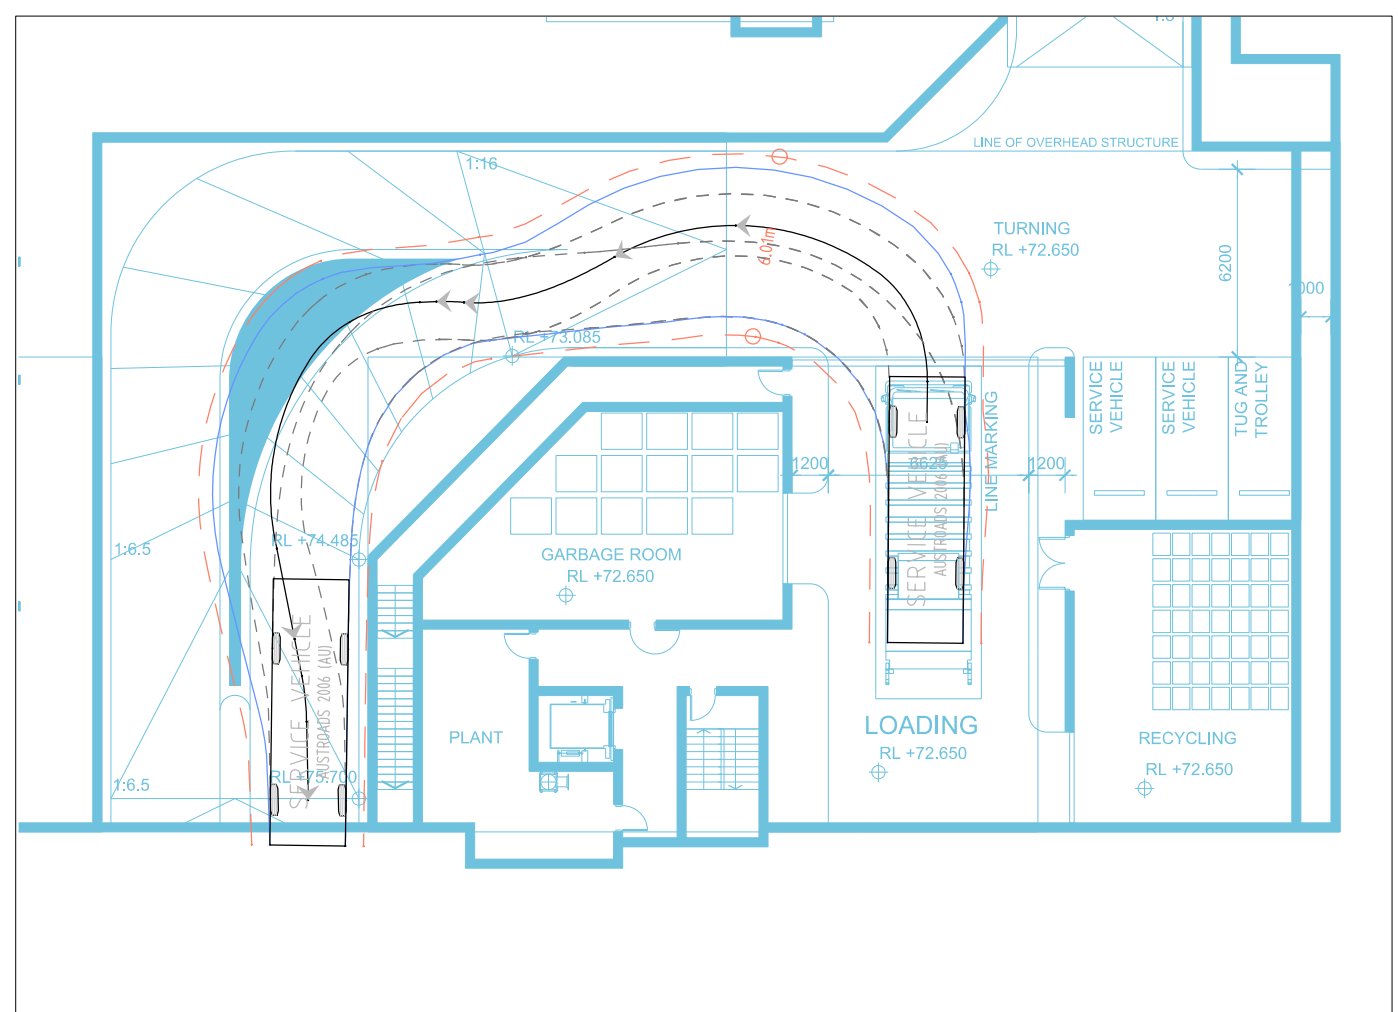 1:16
LINE OF OVERHEAD STRUCTURE
TURNING
RL +72.650
6.01m
6200
RL +73.085
SERVICE
VEHICLE
SERVICE
VEHICLE
TUG AND
TROLLEY
LINE MARKING
SERVICE VEHICLE
AUSTROADS 2006 (AU)
1200
6625
1200
1:6.5
RL +74.485
GARBAGE ROOM
RL +72.650
SERVICE VEHICLE
AUSTROADS 2006 (AU)
PLANT
LOADING
RL +72.650
RECYCLING
RL +72.650
1:6.5
RL +75.700